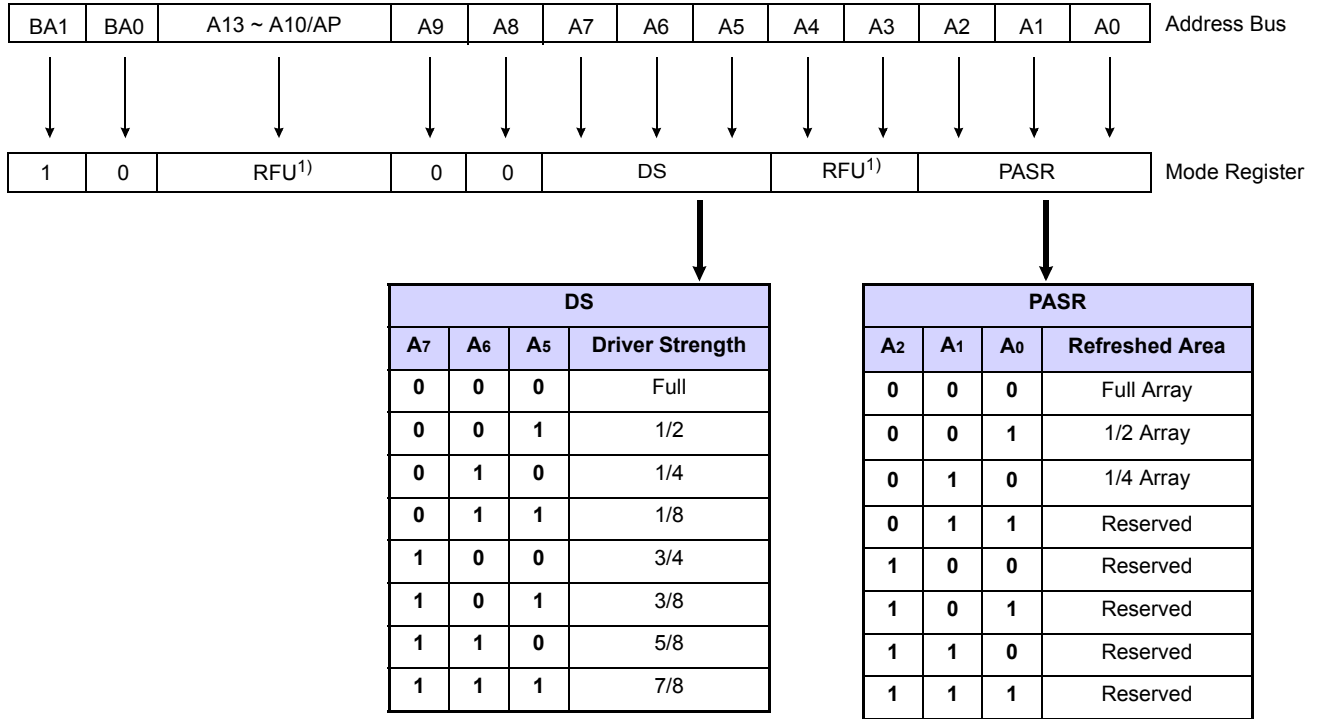 BA1 BA0 A13 ~ A10/AP A9 A8 A7 A6 A5 A4 A3 A2 A1 A0 Address Bus
1 0 RFU1) 0 0 DS RFU1) PASR Mode Register
DS
A7 A6 A5 Driver Strength
0 0 0 Full
0 0 1 1/2
0 1 0 1/4
0 1 1 1/8
1 0 0 3/4
1 0 1 3/8
1 1 0 5/8
1 1 1 7/8
PASR
A2 A1 A0 Refreshed Area
0 0 0 Full Array
0 0 1 1/2 Array
0 1 0 1/4 Array
0 1 1 Reserved
1 0 0 Reserved
1 0 1 Reserved
1 1 0 Reserved
1 1 1 Reserved